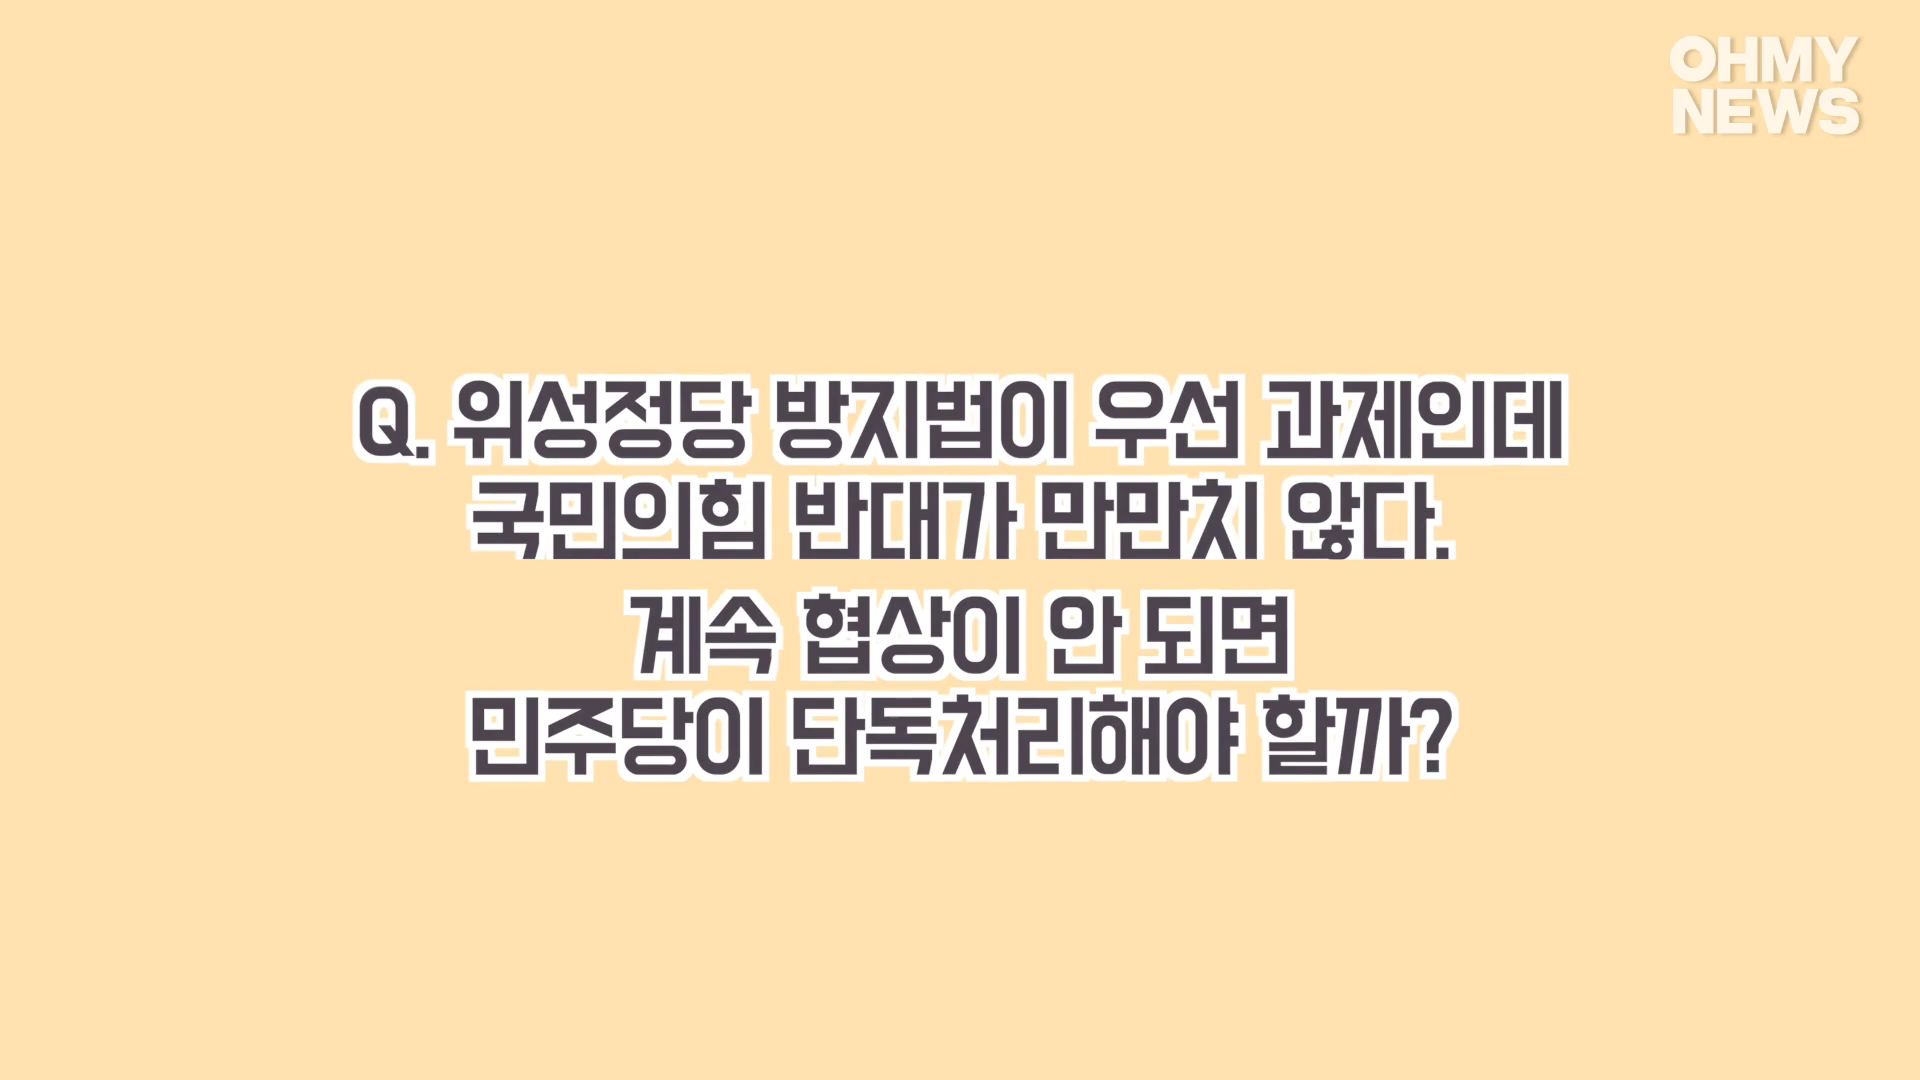 OHMY
NEWS
Q. 위성정당 방지법이 우선 과제인데
국민의힘 반대가 만만치 않다.
계속 협상이 안 되면
민주당이 단독처리해야 할까?